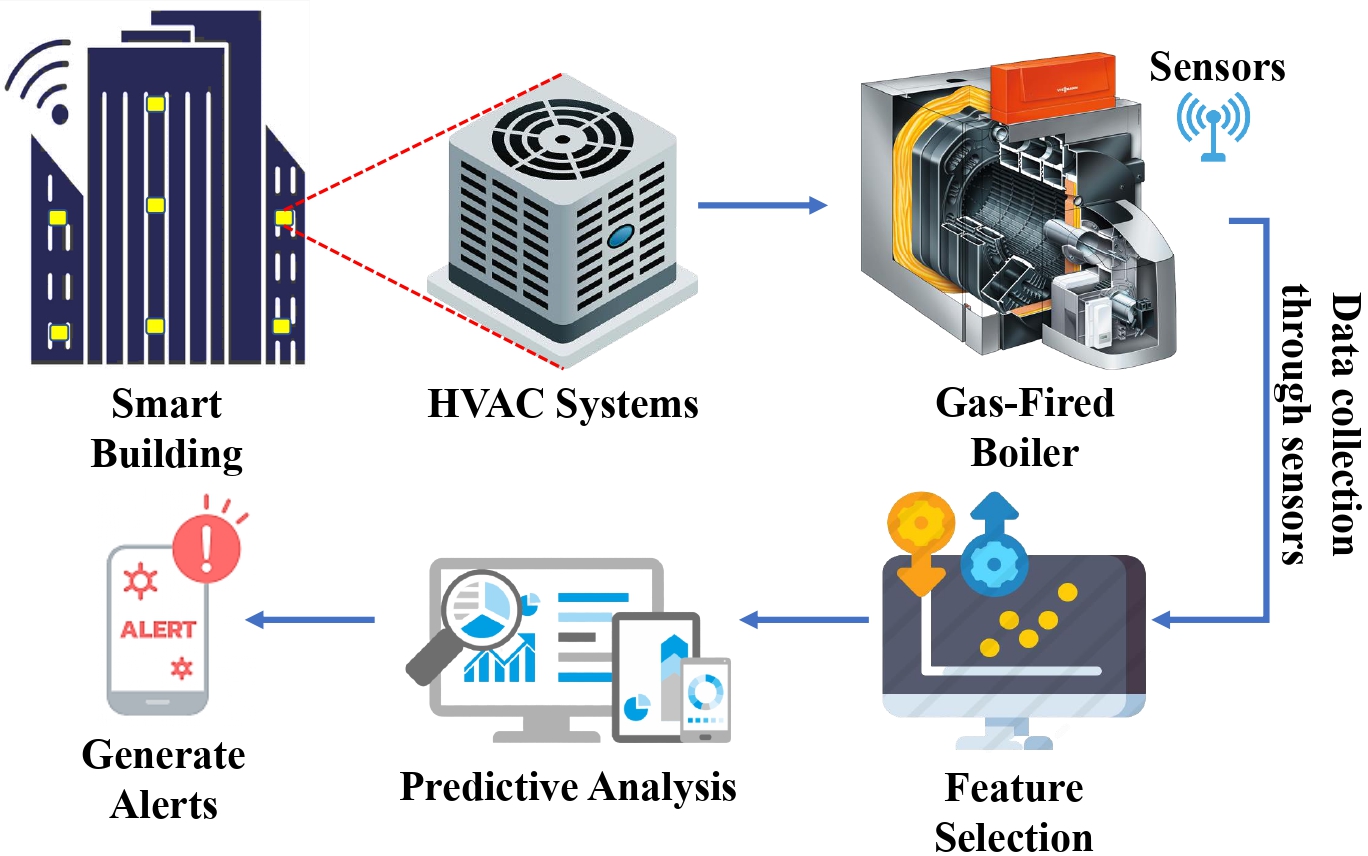 Sensors
Smart
Building
HVAC Systems
Gas-Fired
Boiler
Data collection
through sensors
ALERT
Generate
Alerts
Predictive Analysis
Feature
Selection